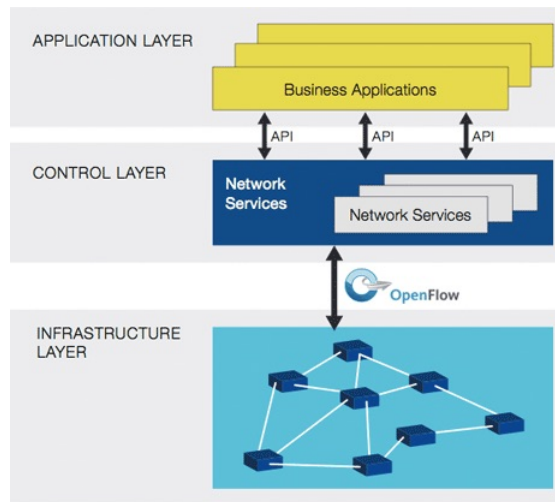 APPLICATION LAYER
Business Applications
API
API
API
CONTROL LAYER
Network
Services
Network Services
OpenFlow
INFRASTRUCTURE
LAYER